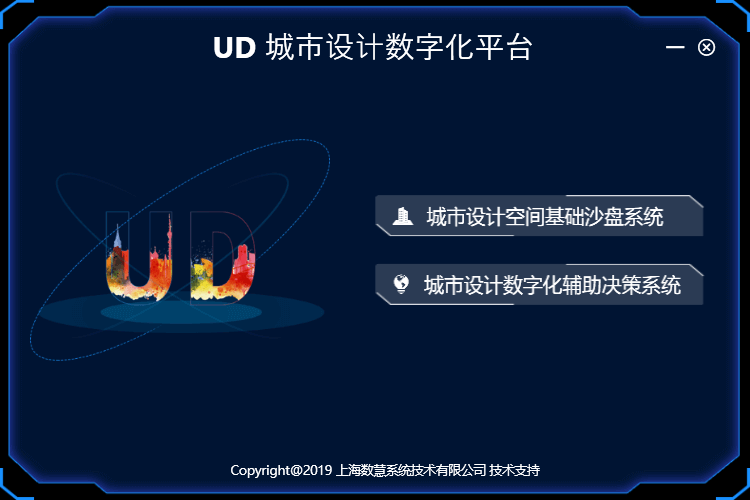 UD 城市设计数字化平台
UD
城市设计空间基础沙盘系统
城市设计数字化辅助决策系统
Copyright@2019 上海数慧系统技术有限公司 技术支持